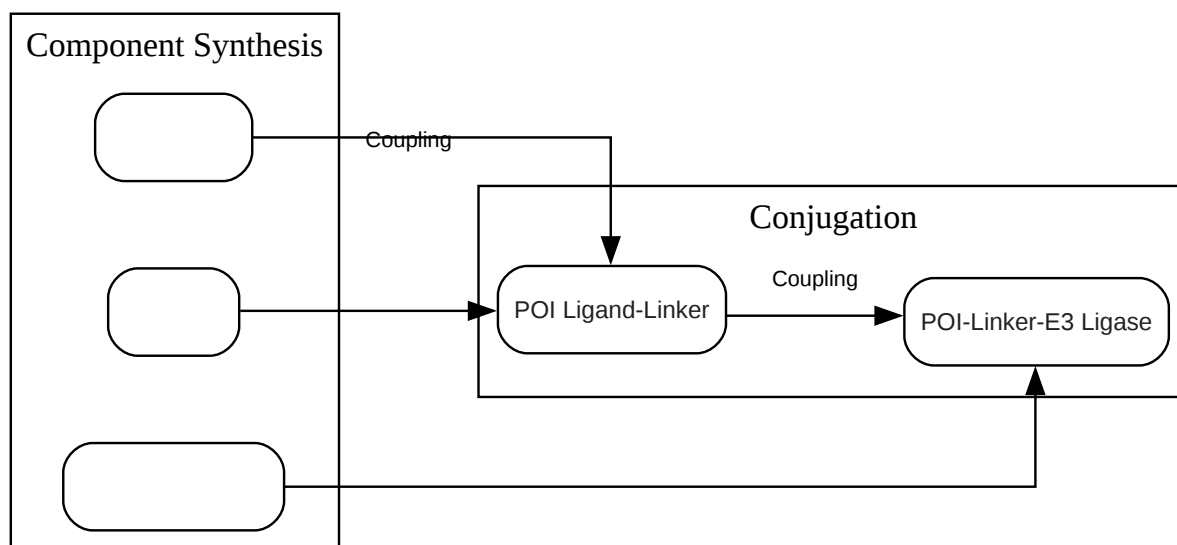 Component Synthesis
Coupling
Conjugation
Coupling
POI Ligand-Linker
POI-Linker-E3 Ligase